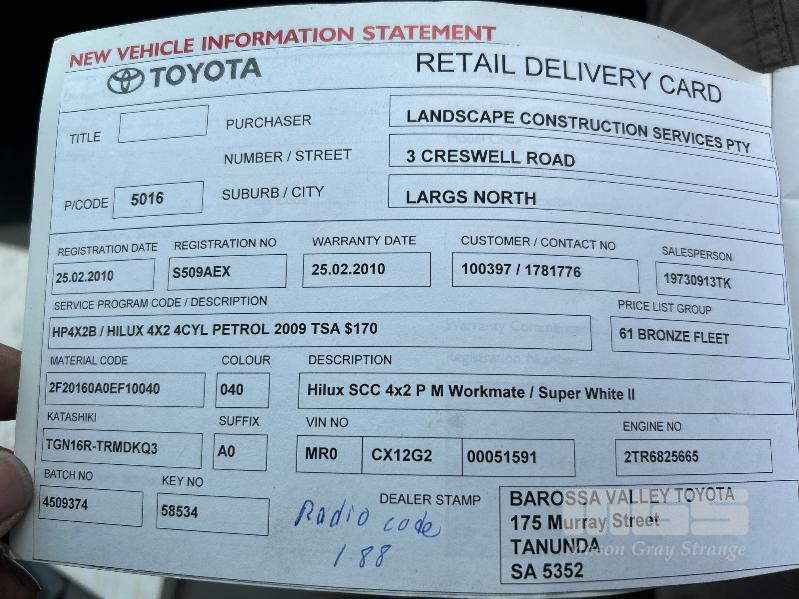 NEW VEHICLE INFORMATION STATEMENT
TOYOTA RETAIL DELIVERY CARD
TITLE PURCHASER LANDSCAPE CONSTRUCTION SERVICES PTY
NUMBER / STREET 3 CRESWELL ROAD
P/CODE 5016 SUBURB / CITY LARGS NORTH
REGISTRATION DATE REGISTRATION NO WARRANTY DATE CUSTOMER / CONTACT NO SALESPERSON
25.02.2010 S509AEX 25.02.2010 100397 / 1781776 19730913TK
SERVICE PROGRAM CODE / DESCRIPTION PRICE LIST GROUP
HP4X2B / HILUX 4X2 4CYL PETROL 2009 TSA $170 61 BRONZE FLEET
MATERIAL CODE COLOUR DESCRIPTION
2F20160A0EF10040 040 Hilux SCC 4x2 P M Workmate / Super White II
KATASHIKI SUFFIX VIN NO ENGINE NO
TGN16R-TRMDKQ3 A0 MR0 CX12G2 00051591 2TR6825665
BATCH NO KEY NO DEALER STAMP
4509374 58534
Radio code
188
BAROSSA VALLEY TOYOTA
175 Murray Street
TANUNDA
SA 5352
MGS
Mason Gray Strange